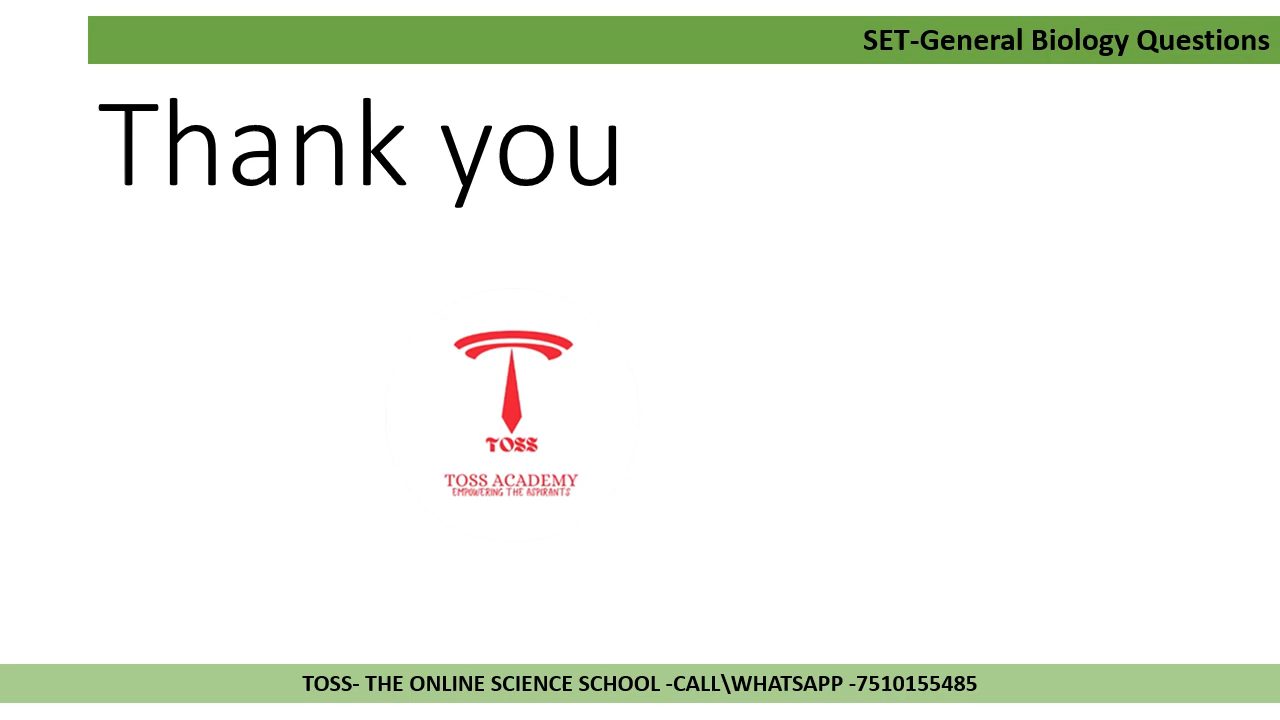 SET-General Biology Questions
Thank you
TOSS
TOSS ACADEMY
EMPOWERING THE ASPIRANTS
TOSS- THE ONLINE SCIENCE SCHOOL -CALL\WHATSAPP -7510155485